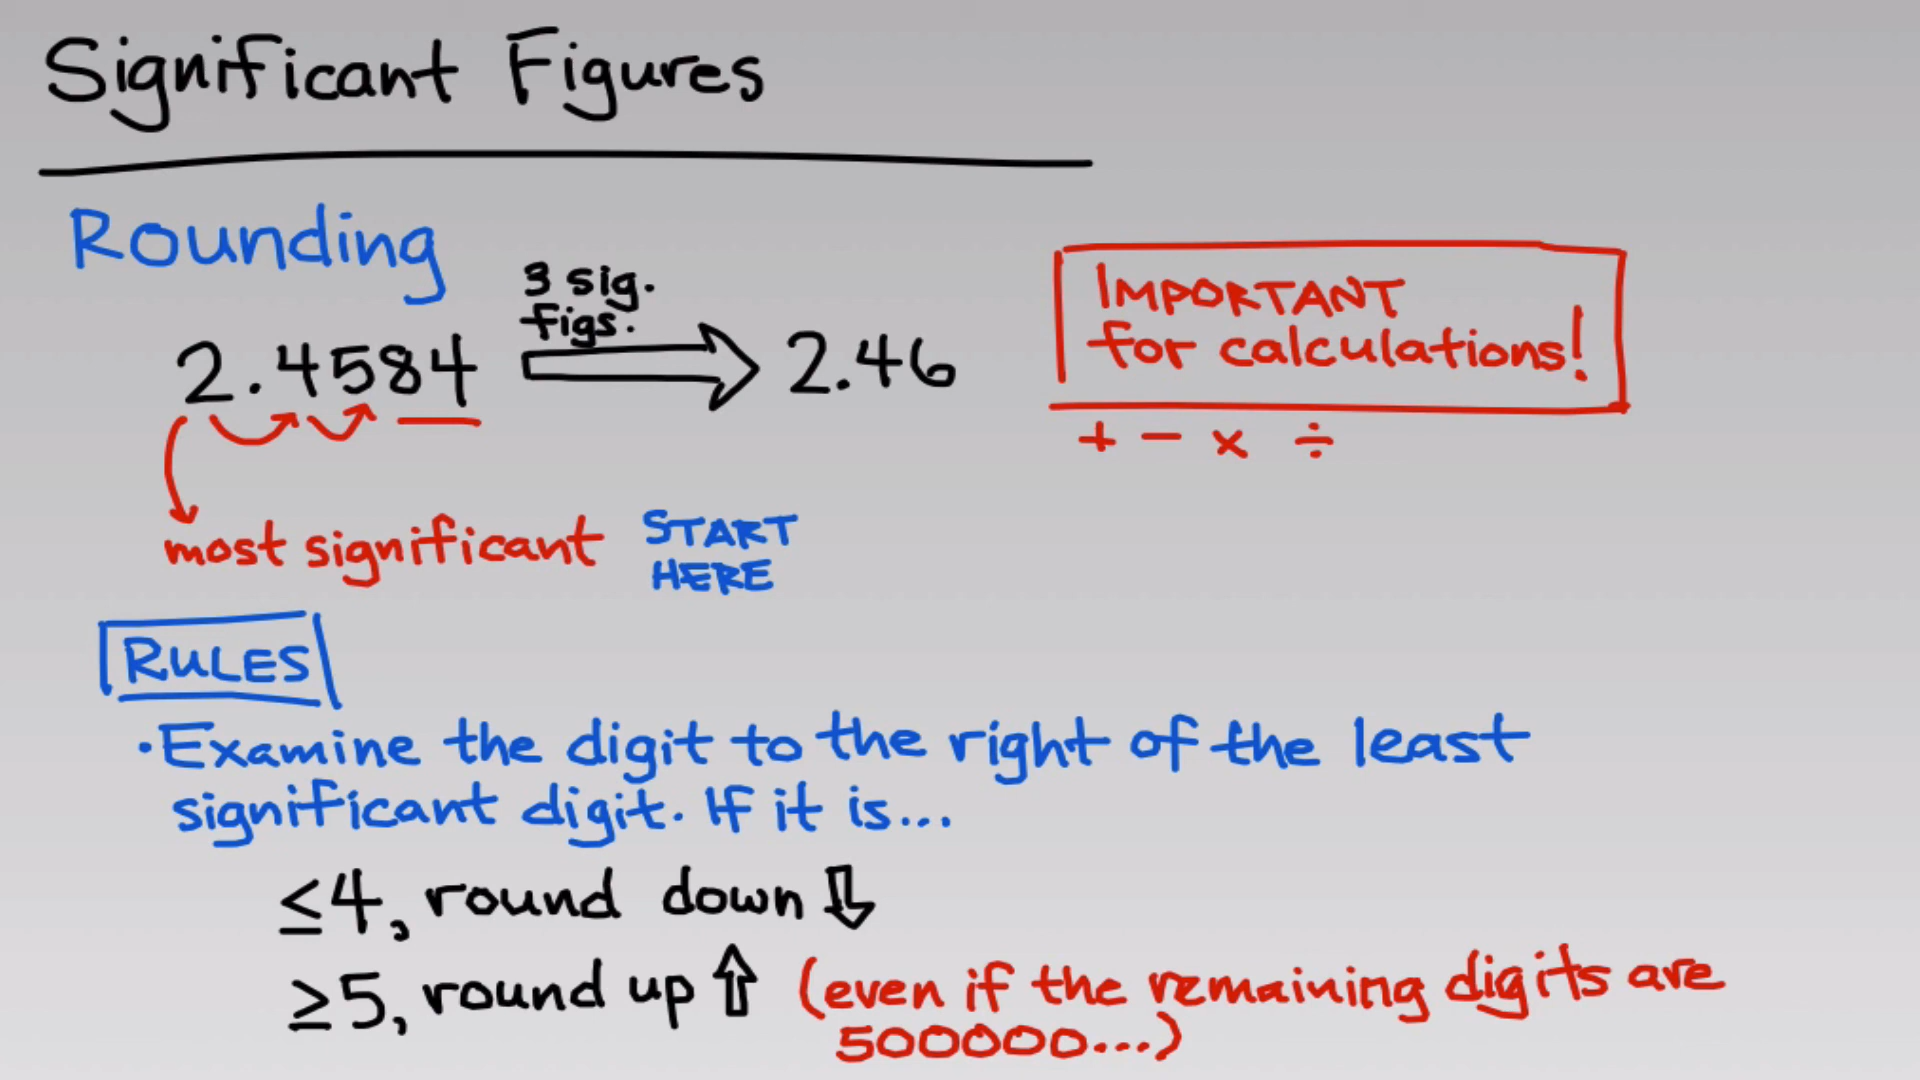 Significant Figures
Rounding
3 sig.
figs.
2.4584
2.46
IMPORTANT
for calculations!
+ − × ÷
most significant
START
HERE
RULES
• Examine the digit to the right of the least
significant digit. If it is...
≤4, round down
≥5, round up
(even if the remaining digits are
500000...)